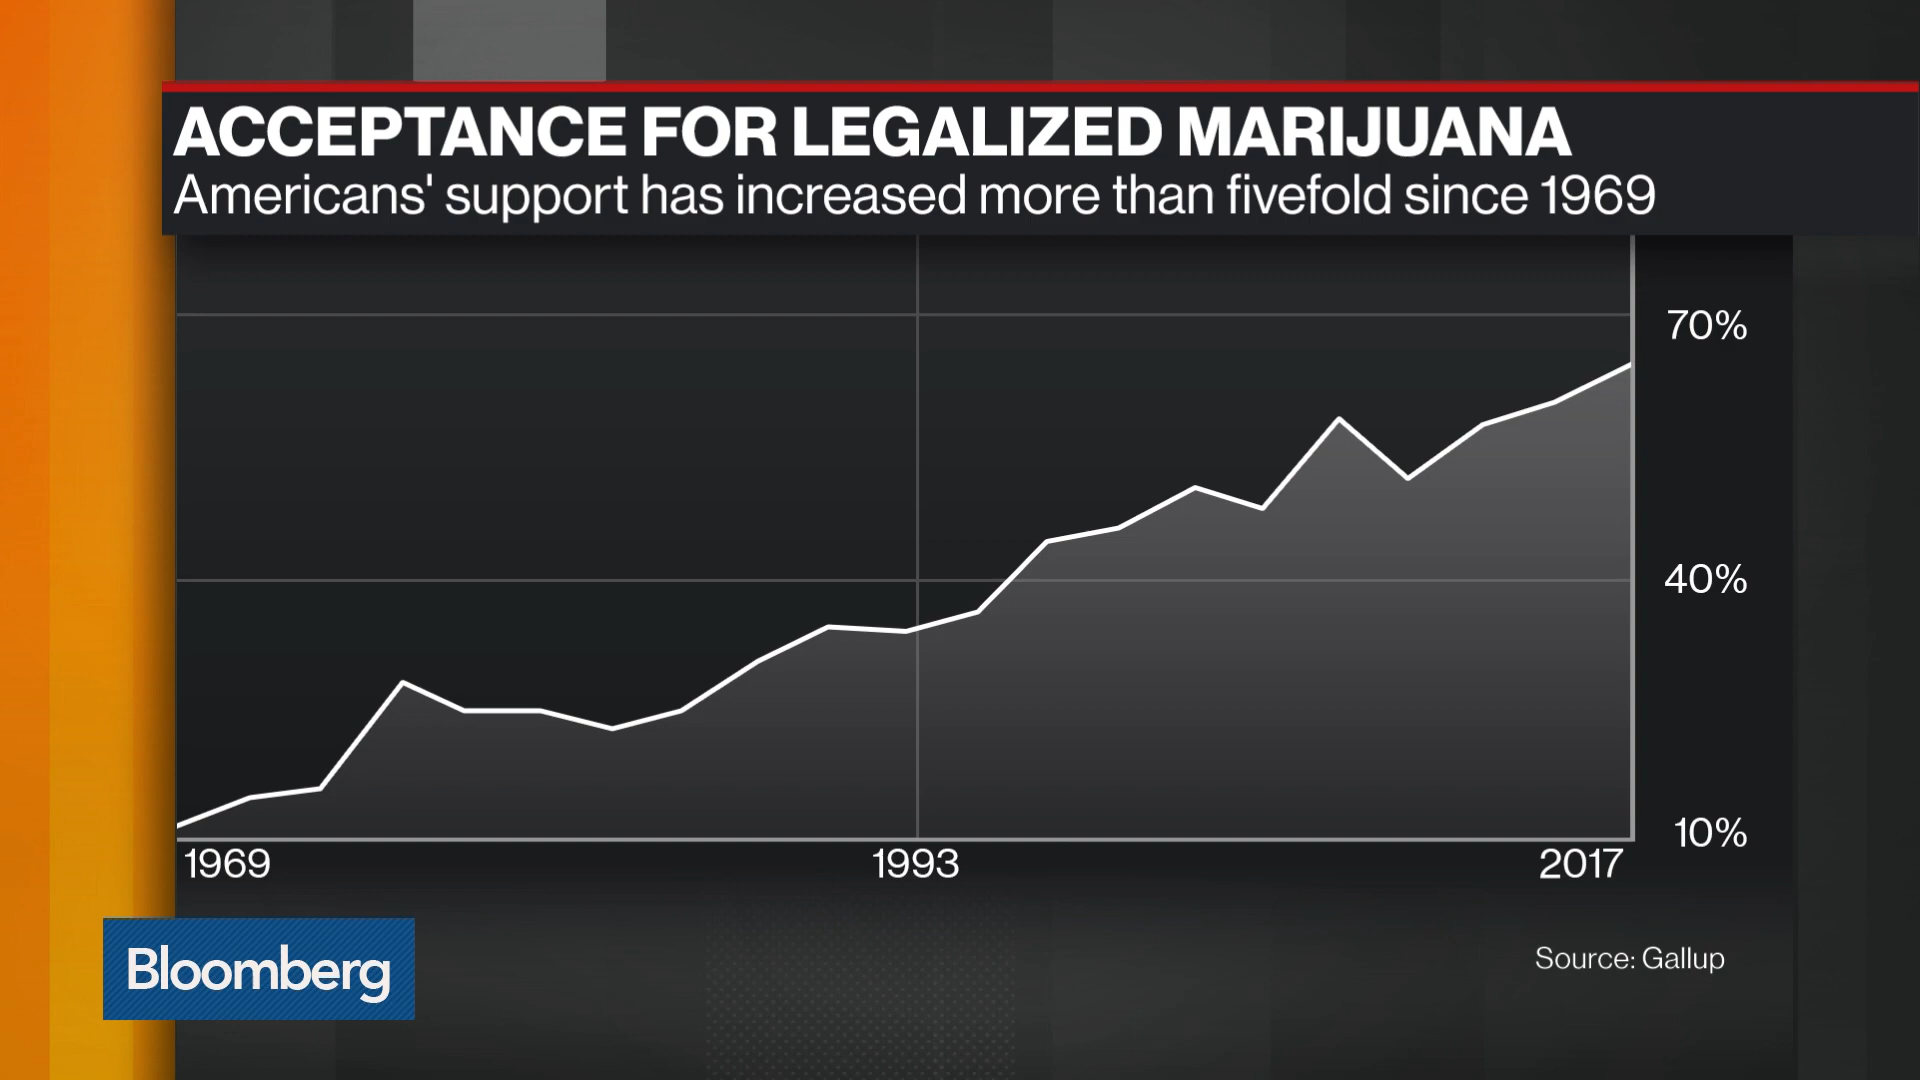 ACCEPTANCE FOR LEGALIZED MARIJUANA
Americans' support has increased more than fivefold since 1969
70%
40%
10%
1969 1993 2017
Bloomberg
Source: Gallup